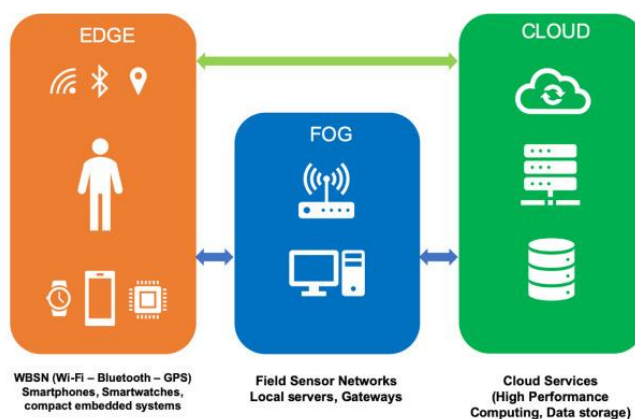 EDGE
CLOUD
FOG
WBSN (Wi-Fi – Bluetooth – GPS)
Smartphones, Smartwatches,
compact embedded systems
Field Sensor Networks
Local servers, Gateways
Cloud Services
(High Performance
Computing, Data storage)